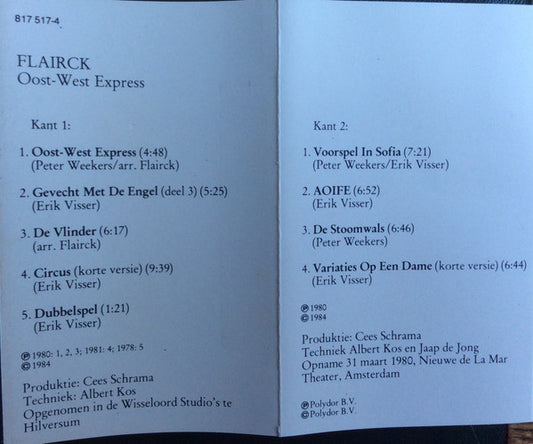 817 517-4
FLAIRCK
Oost-West Express
Kant 1:
1. Oost-West Express (4:48)
(Peter Weekers/arr. Flairck)
2. Gevecht Met De Engel (deel 3) (5:25)
(Erik Visser)
3. De Vlinder (6:17)
(arr. Flairck)
4. Circus (korte versie) (9:39)
(Erik Visser)
5. Dubbelspel (1:21)
(Erik Visser)
℗ 1980: 1, 2, 3; 1981: 4; 1978: 5
© 1984
Produktie: Cees Schrama
Techniek: Albert Kos
Opgenomen in de Wisseloord Studio's te
Hilversum
Kant 2:
1. Voorspel In Sofia (7:21)
(Peter Weekers/Erik Visser)
2. AOIFE (6:52)
(Erik Visser)
3. De Stoomwals (6:46)
(Peter Weekers)
4. Variaties Op Een Dame (korte versie) (6:44)
(Erik Visser)
℗ 1980
© 1984
Produktie: Cees Schrama
Techniek Albert Kos en Jaap de Jong
Opname 31 maart 1980, Nieuwe de La Mar
Theater, Amsterdam
℗ Polydor B.V.
© Polydor B.V.